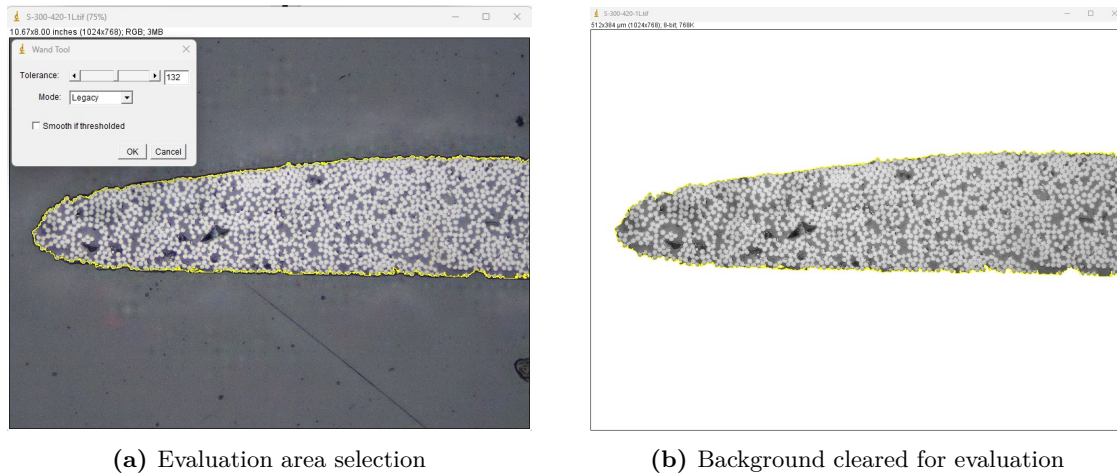 S-300-420-1L.tif (75%)
10.67x8.00 inches (1024x768); RGB; 3MB
Wand Tool
Tolerance: 132
Mode: Legacy
Smooth if thresholded
OK Cancel
(a) Evaluation area selection
S-300-420-1L.tif
512x384 µm (1024x768); 8-bit; 768K
(b) Background cleared for evaluation